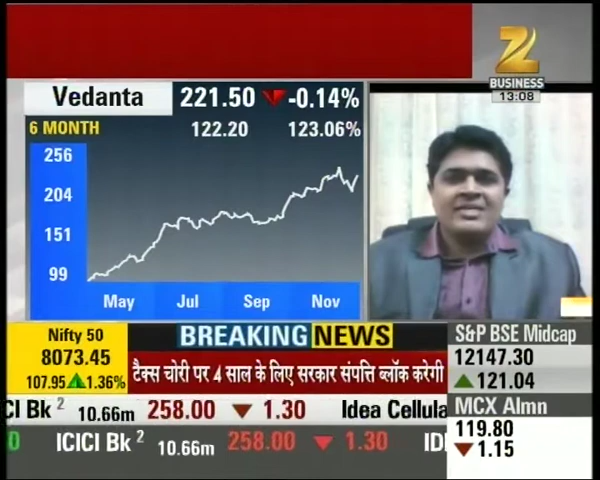 Z
BUSINESS
13:08
Vedanta 221.50 -0.14%
6 MONTH 122.20 123.06%
256
204
151
99
May Jul Sep Nov
Nifty 50
8073.45
107.95 1.36%
BREAKING NEWS
टैक्स चोरी पर 4 साल के लिए सरकार संपत्ति ब्लॉक करेगी
S&P BSE Midcap
12147.30
121.04
MCX Almn
119.80
1.15
CI Bk 2 10.66m 258.00 1.30 Idea Cellula
0 ICICI Bk 2 10.66m 258.00 1.30 IDI